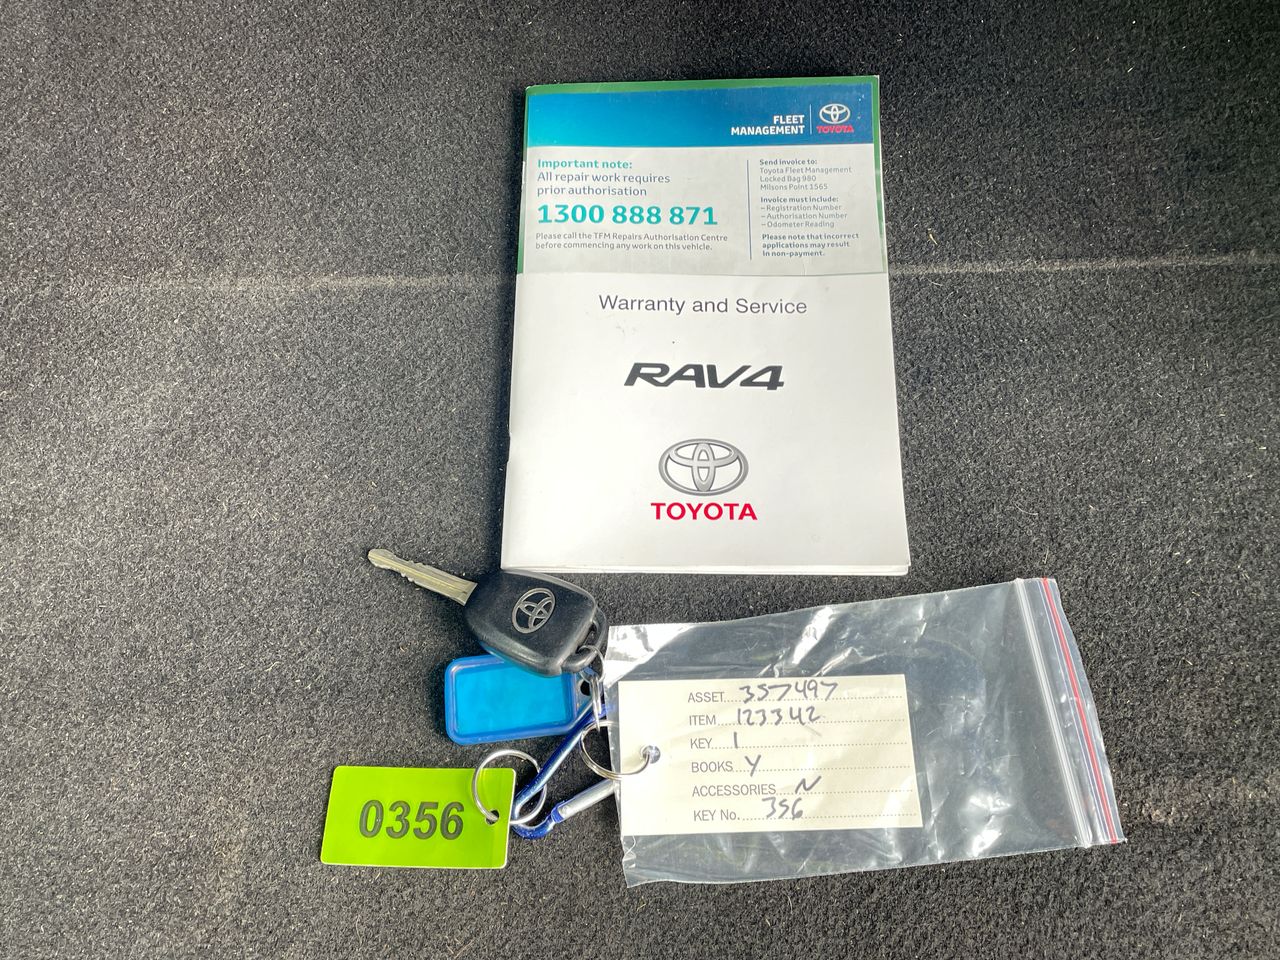 FLEET
MANAGEMENT
TOYOTA
Important note:
All repair work requires
prior authorisation
1300 888 871
Please call the TFM Repairs Authorisation Centre
before commencing any work on this vehicle.
Send invoice to:
Toyota Fleet Management
Locked Bag 980
Milsons Point 1565
Invoice must include:
– Registration Number
– Authorisation Number
– Odometer Reading
Please note that incorrect
applications may result
in non-payment.
Warranty and Service
RAV4
TOYOTA
ASSET 357497
ITEM 123342
KEY 1
BOOKS Y
ACCESSORIES N
KEY No. 356
0356